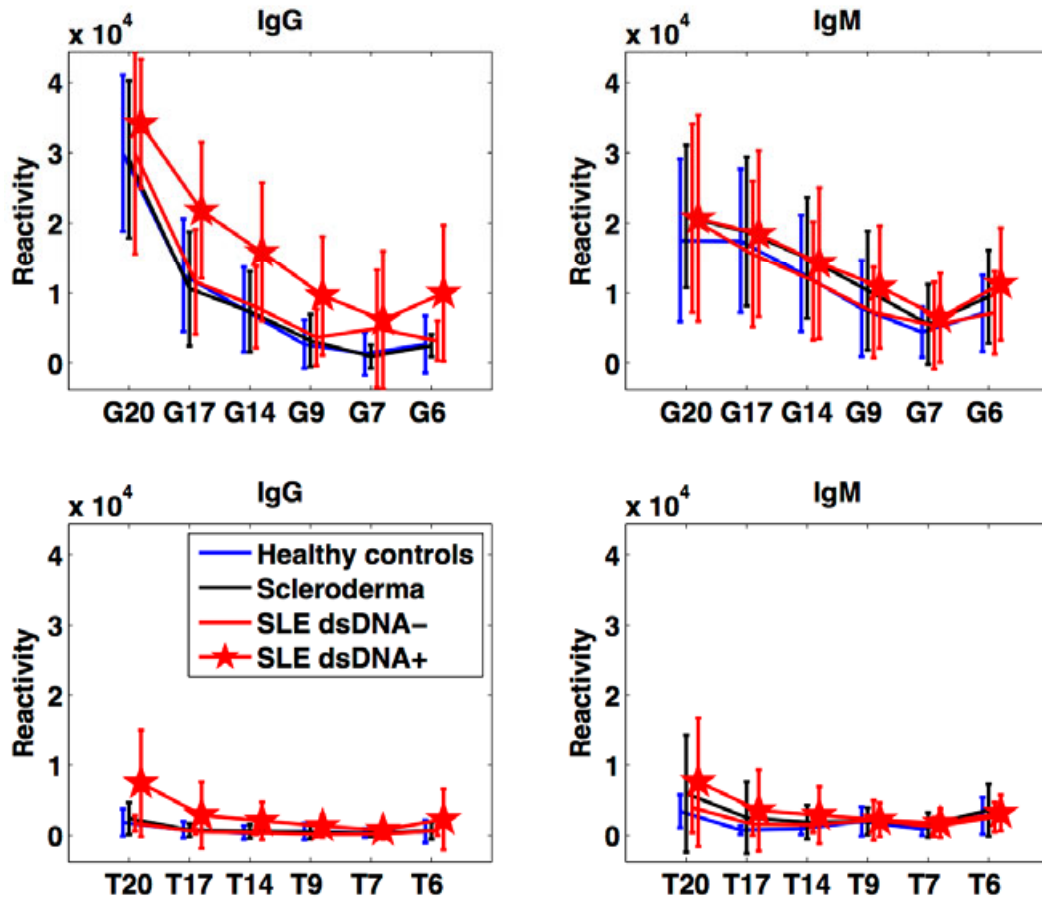 IgG
x 10^4
Reactivity
4
3
2
1
0
G20 G17 G14 G9 G7 G6
IgM
x 10^4
Reactivity
4
3
2
1
0
G20 G17 G14 G9 G7 G6
IgG
x 10^4
Reactivity
4
3
2
1
0
Healthy controls
Scleroderma
SLE dsDNA−
SLE dsDNA+
T20 T17 T14 T9 T7 T6
IgM
x 10^4
Reactivity
4
3
2
1
0
T20 T17 T14 T9 T7 T6